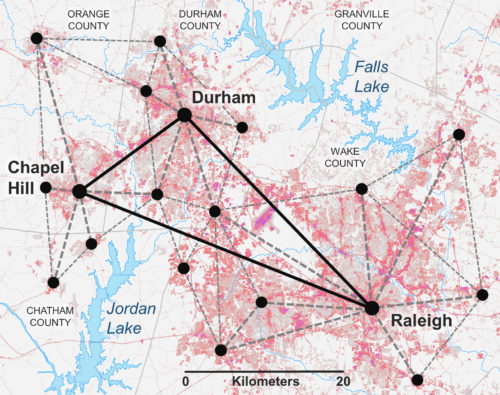 ORANGE
COUNTY
DURHAM
COUNTY
GRANVILLE
COUNTY
Falls
Lake
Durham
WAKE
COUNTY
Chapel
Hill
CHATHAM
COUNTY
Jordan
Lake
Raleigh
0 Kilometers 20